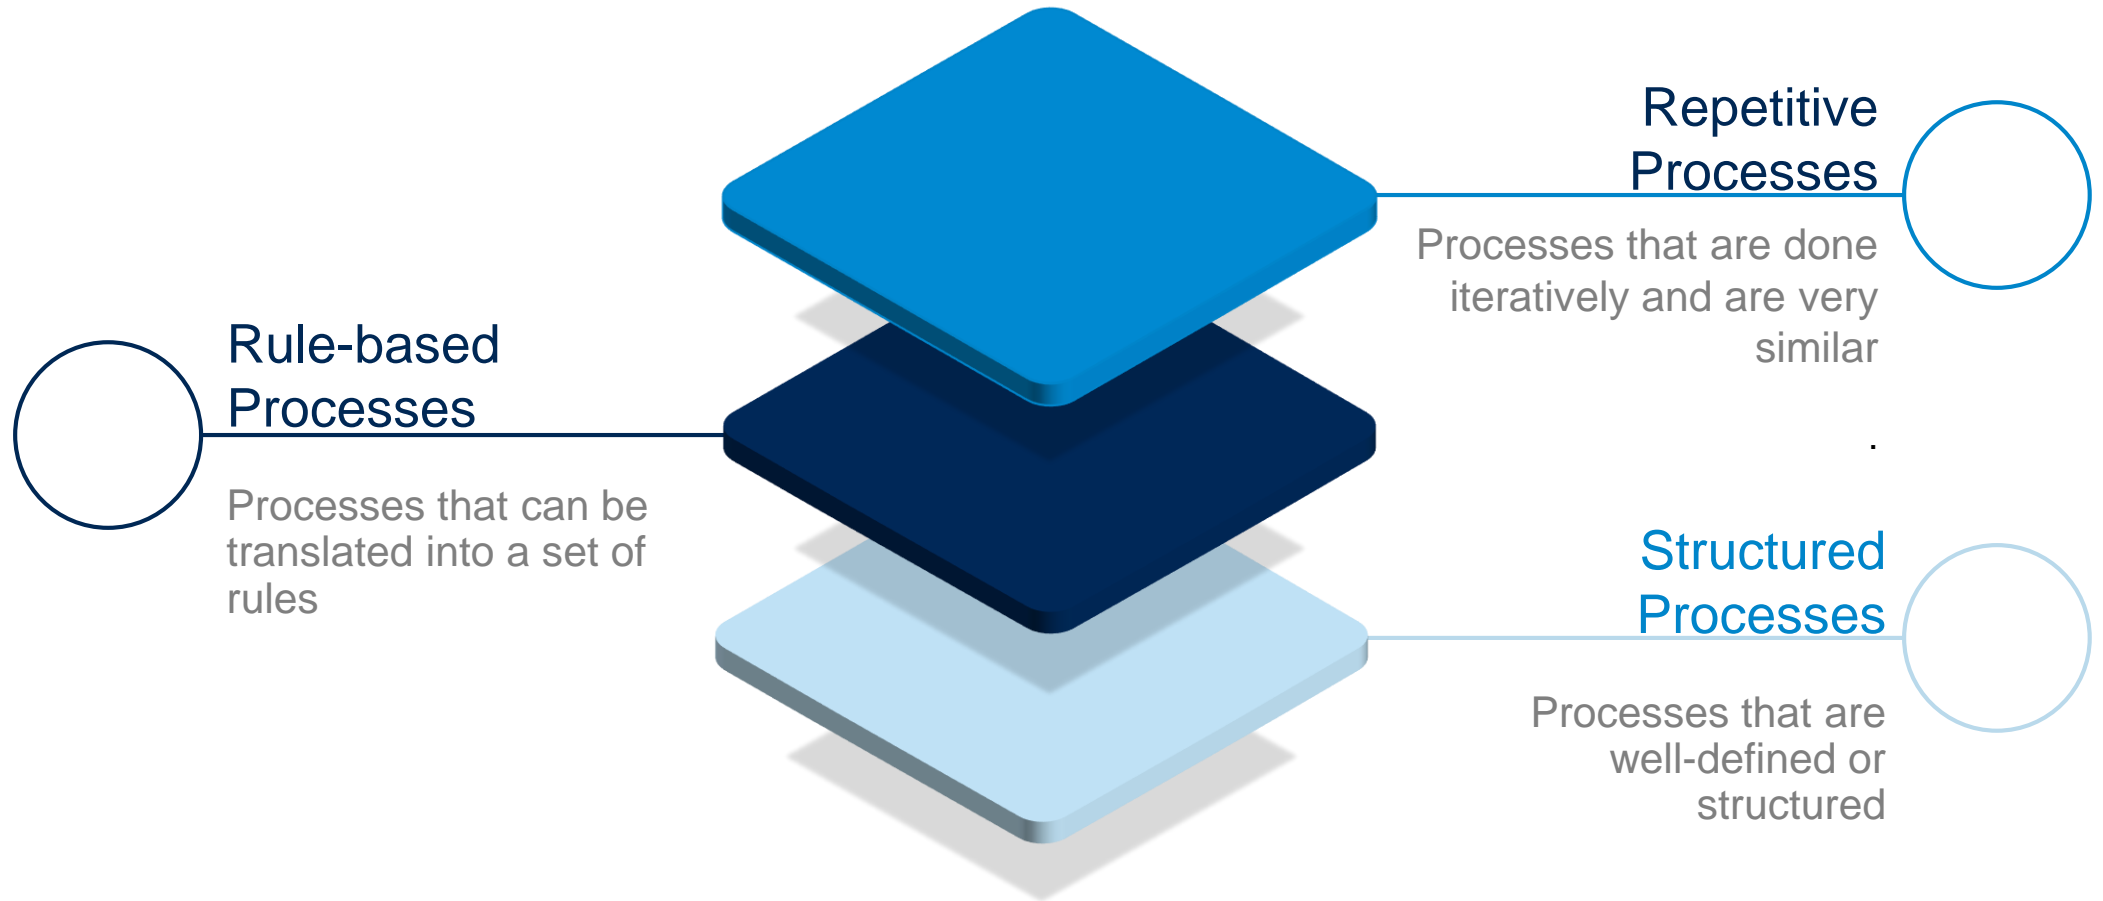 Repetitive
Processes
Processes that are done
iteratively and are very
similar
.
Rule-based
Processes
Processes that can be
translated into a set of
rules
Structured
Processes
Processes that are
well-defined or
structured